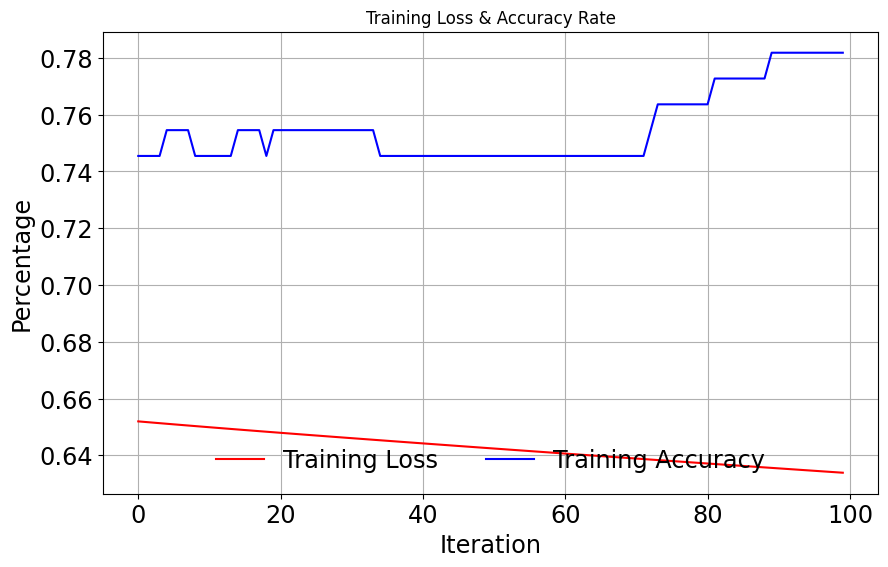 Training Loss & Accuracy Rate
0.78
0.76
0.74
0.72
0.70
0.68
0.66
0.64
Percentage
Training Loss Training Accuracy
0 20 40 60 80 100
Iteration